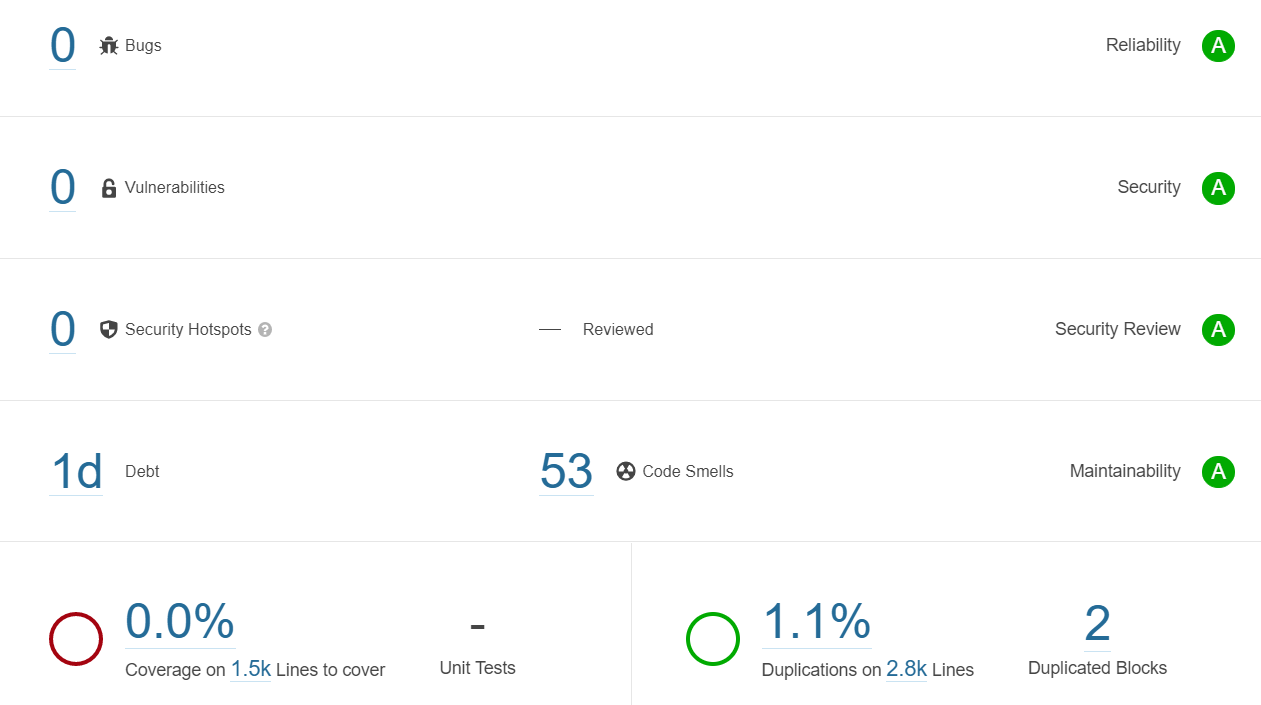 0 Bugs Reliability A
0 Vulnerabilities Security A
0 Security Hotspots ? — Reviewed Security Review A
1d Debt 53 Code Smells Maintainability A
0.0% - 1.1% 2
Coverage on 1.5k Lines to cover Unit Tests Duplications on 2.8k Lines Duplicated Blocks